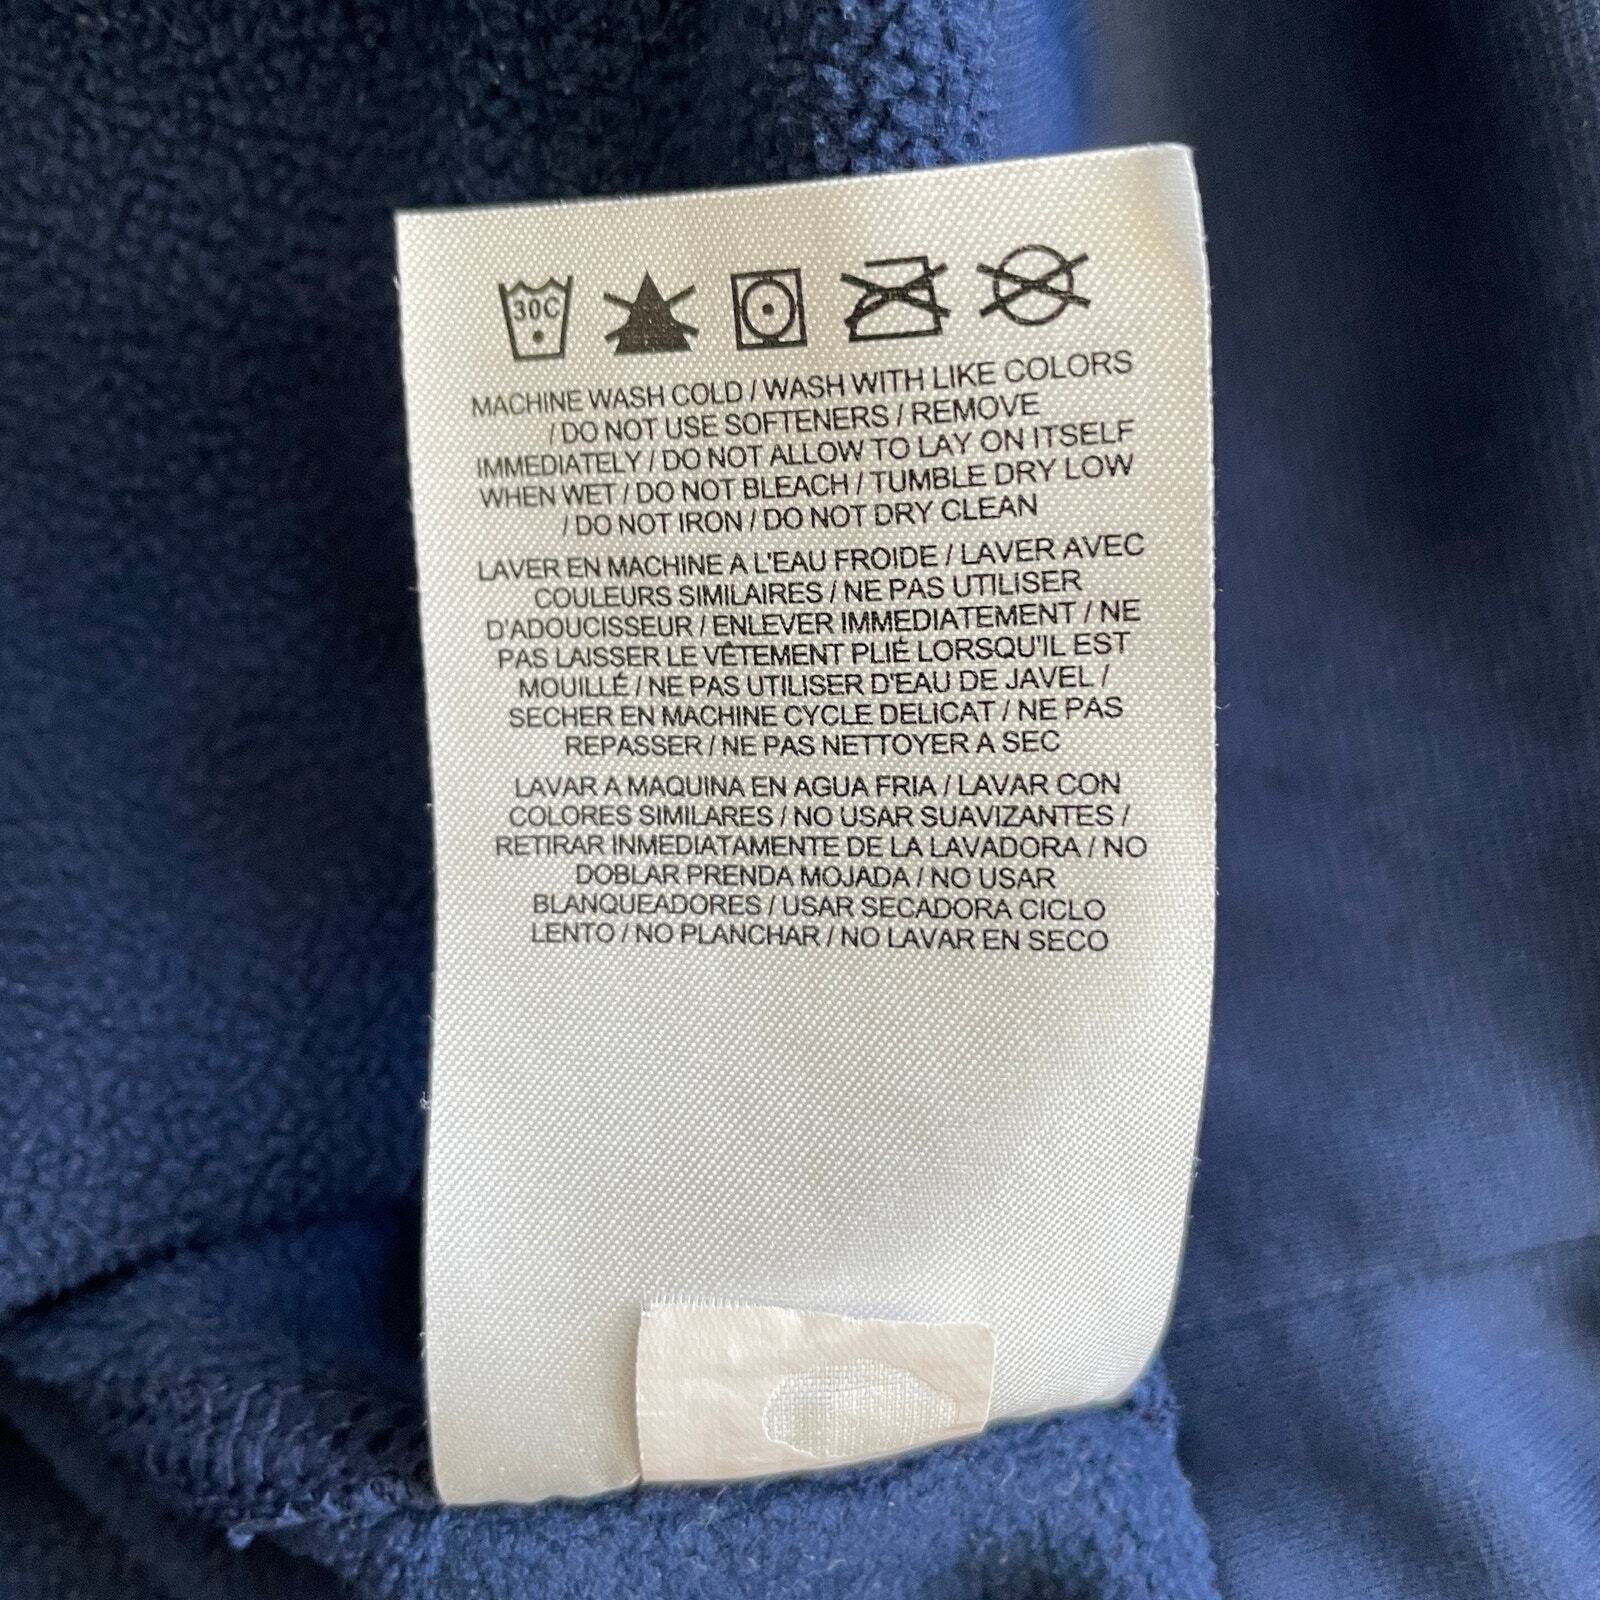 30C
MACHINE WASH COLD / WASH WITH LIKE COLORS
/ DO NOT USE SOFTENERS / REMOVE
IMMEDIATELY / DO NOT ALLOW TO LAY ON ITSELF
WHEN WET / DO NOT BLEACH / TUMBLE DRY LOW
/ DO NOT IRON / DO NOT DRY CLEAN
LAVER EN MACHINE A L'EAU FROIDE / LAVER AVEC
COULEURS SIMILAIRES / NE PAS UTILISER
D'ADOUCISSEUR / ENLEVER IMMEDIATEMENT / NE
PAS LAISSER LE VÊTEMENT PLIÉ LORSQU'IL EST
MOUILLÉ / NE PAS UTILISER D'EAU DE JAVEL /
SECHER EN MACHINE CYCLE DELICAT / NE PAS
REPASSER / NE PAS NETTOYER A SEC
LAVAR A MAQUINA EN AGUA FRIA / LAVAR CON
COLORES SIMILARES / NO USAR SUAVIZANTES /
RETIRAR INMEDIATAMENTE DE LA LAVADORA / NO
DOBLAR PRENDA MOJADA / NO USAR
BLANQUEADORES / USAR SECADORA CICLO
LENTO / NO PLANCHAR / NO LAVAR EN SECO